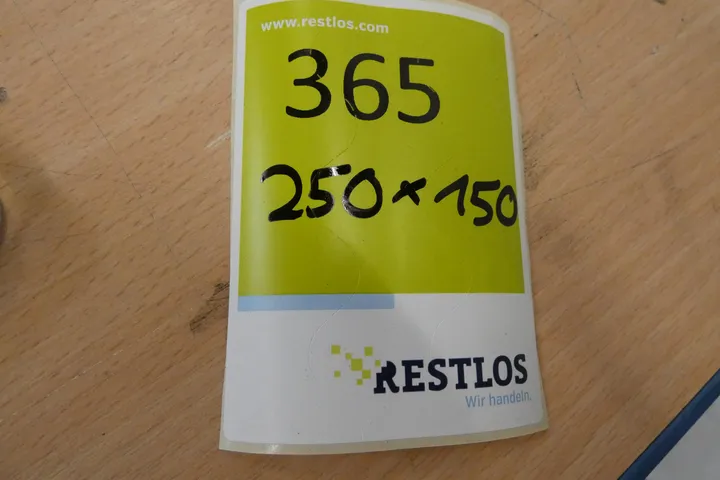 www.restlos.com
365
250 x 150
RESTLOS
Wir handeln.